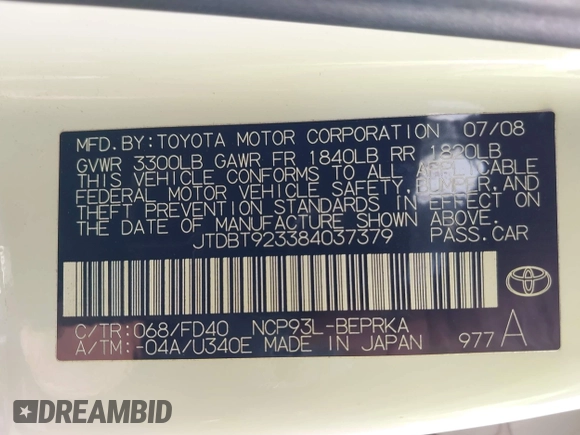 MFD. BY: TOYOTA MOTOR CORPORATION 07/08
GVWR 3300LB GAWR FR 1840LB RR 1820LB
THIS VEHICLE CONFORMS TO ALL APPLICABLE
FEDERAL MOTOR VEHICLE SAFETY, BUMPER, AND
THEFT PREVENTION STANDARDS IN EFFECT ON
THE DATE OF MANUFACTURE SHOWN ABOVE.
JTDBT923384037379 PASS.CAR
TOYOTA
C/TR:068/FD40 NCP93L-BEPRKA
A/TM:-04A/U340E MADE IN JAPAN 977 A
DREAMBID